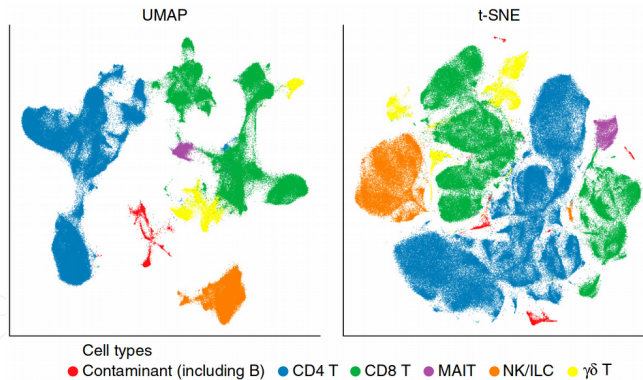 UMAP
t-SNE
Cell types
Contaminant (including B) CD4 T CD8 T MAIT NK/ILC γδ T